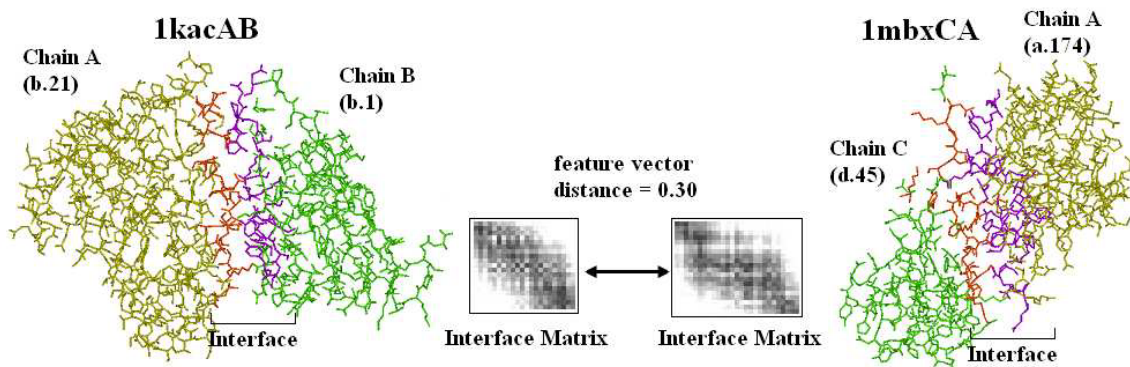 1kacAB
Chain A
(b.21)
Chain B
(b.1)
Interface
feature vector
distance = 0.30
Interface Matrix
Interface Matrix
1mbxCA
Chain A
(a.174)
Chain C
(d.45)
Interface